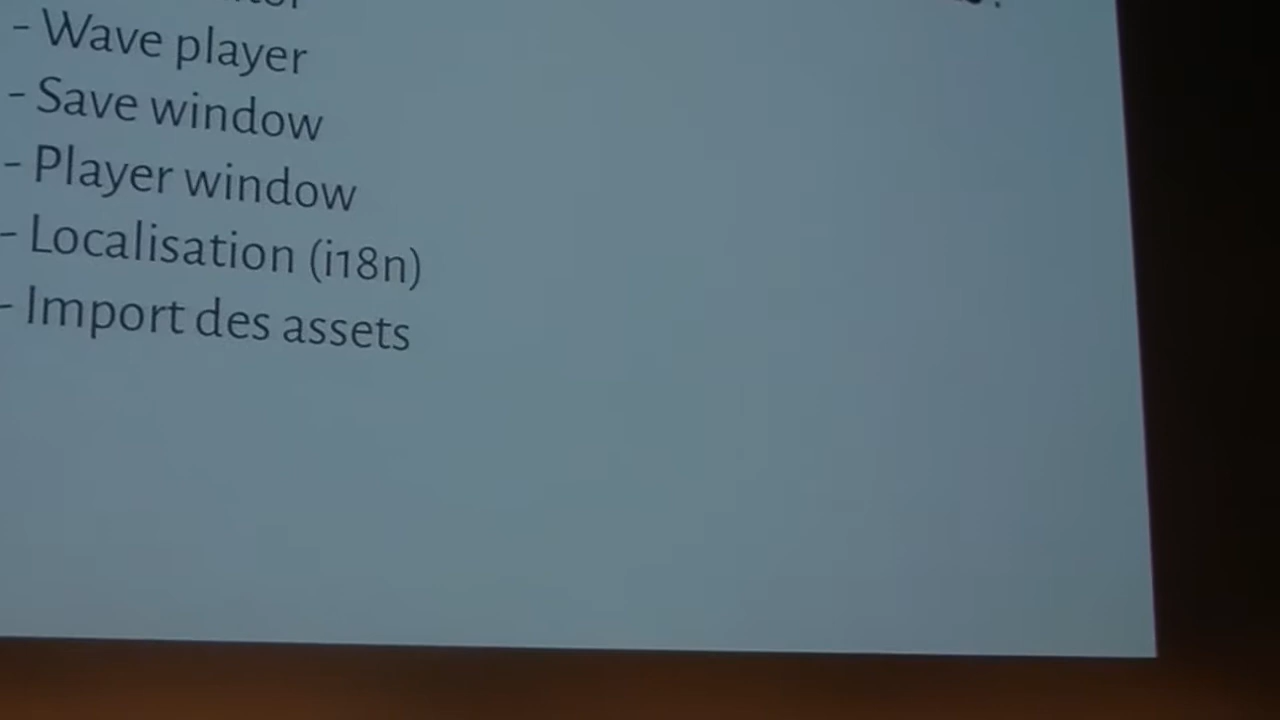 - Wave player
- Save window
- Player window
- Localisation (i18n)
- Import des assets